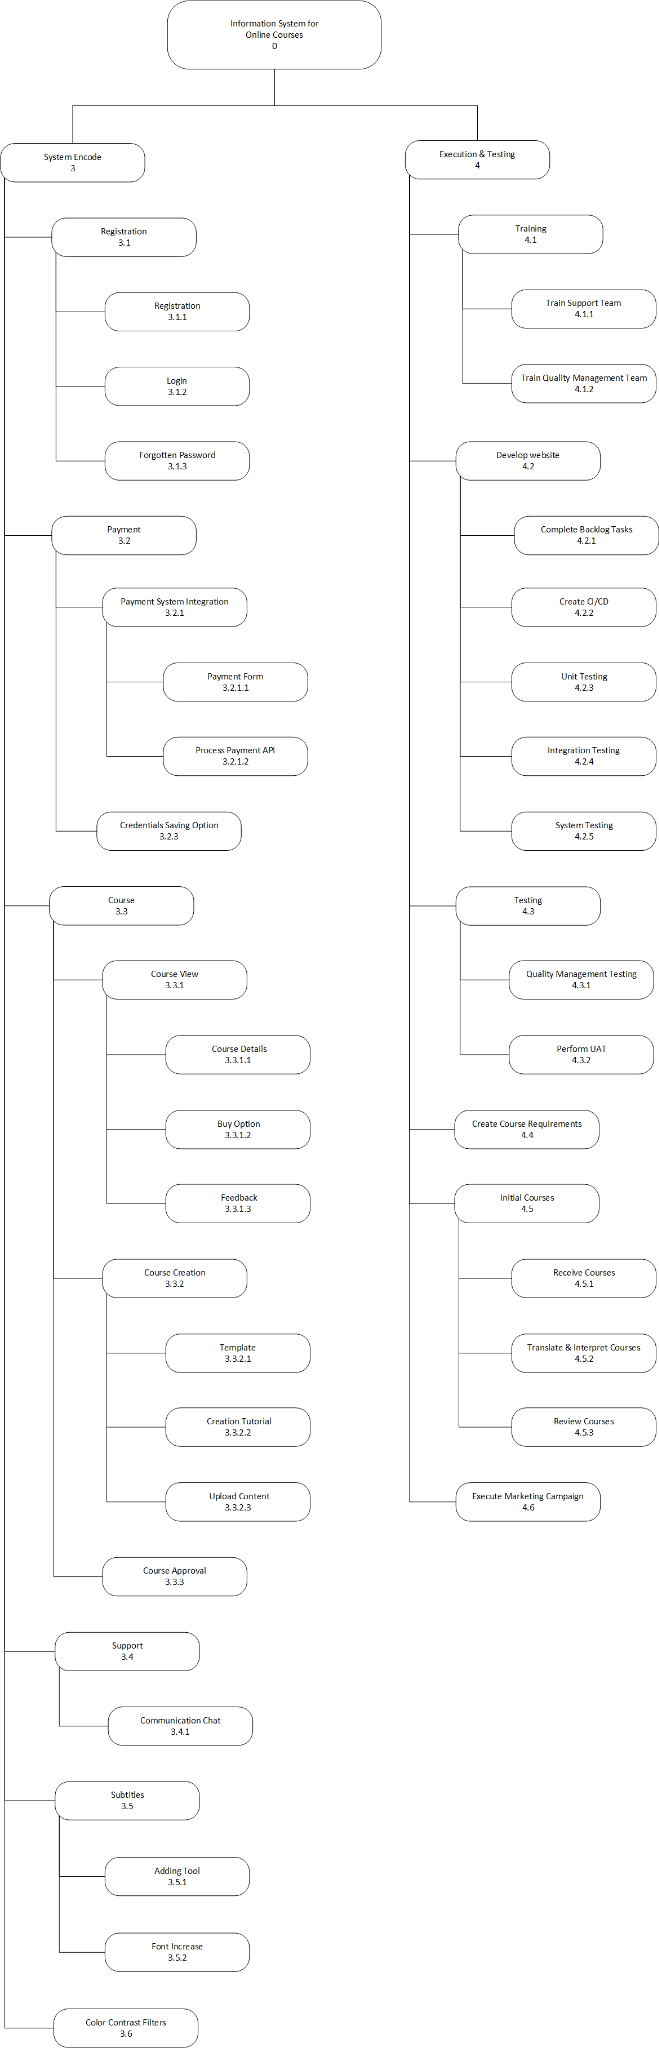 Information System for
Online Courses
0
System Encode
3
Registration
3.1
Registration
3.1.1
Login
3.1.2
Forgotten Password
3.1.3
Payment
3.2
Payment System Integration
3.2.1
Payment Form
3.2.1.1
Process Payment API
3.2.1.2
Credentials Saving Option
3.2.3
Course
3.3
Course View
3.3.1
Course Details
3.3.1.1
Buy Option
3.3.1.2
Feedback
3.3.1.3
Course Creation
3.3.2
Template
3.3.2.1
Creation Tutorial
3.3.2.2
Upload Content
3.3.2.3
Course Approval
3.3.3
Support
3.4
Communication Chat
3.4.1
Subtitles
3.5
Adding Tool
3.5.1
Font Increase
3.5.2
Color Contrast Filters
3.6
Execution & Testing
4
Training
4.1
Train Support Team
4.1.1
Train Quality Management Team
4.1.2
Develop website
4.2
Complete Backlog Tasks
4.2.1
Create CI/CD
4.2.2
Unit Testing
4.2.3
Integration Testing
4.2.4
System Testing
4.2.5
Testing
4.3
Quality Management Testing
4.3.1
Perform UAT
4.3.2
Create Course Requirements
4.4
Initial Courses
4.5
Receive Courses
4.5.1
Translate & Interpret Courses
4.5.2
Review Courses
4.5.3
Execute Marketing Campaign
4.6